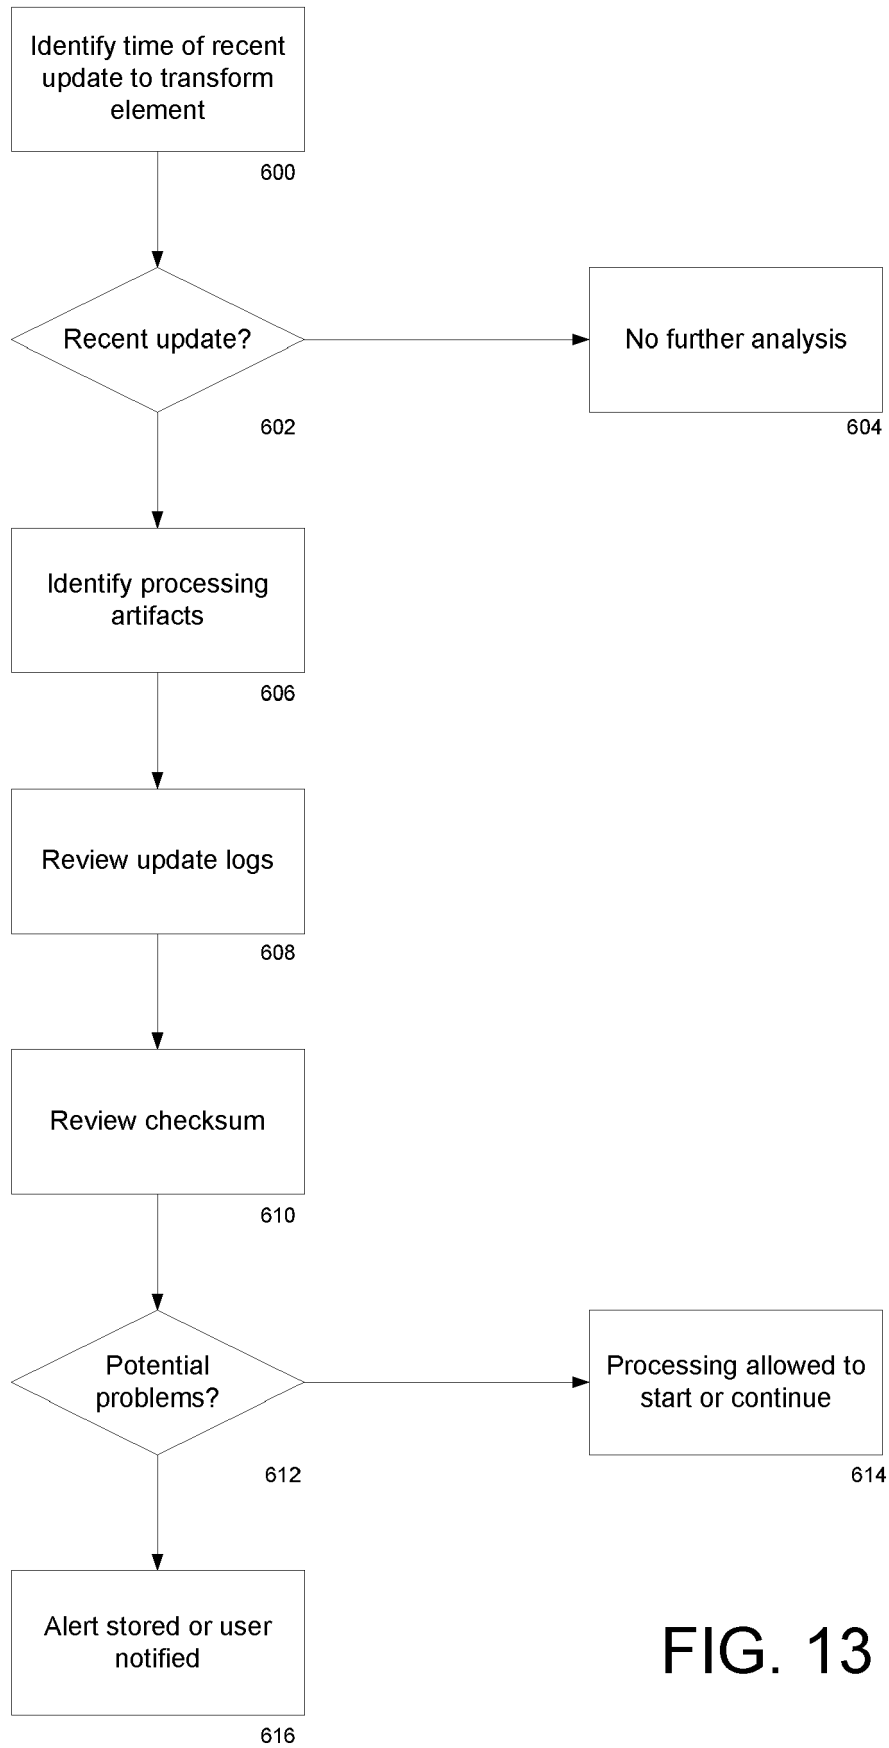 Identify time of recent
update to transform
element
600
Recent update?
602
No further analysis
604
Identify processing
artifacts
606
Review update logs
608
Review checksum
610
Potential
problems?
612
Processing allowed to
start or continue
614
Alert stored or user
notified
616
FIG. 13